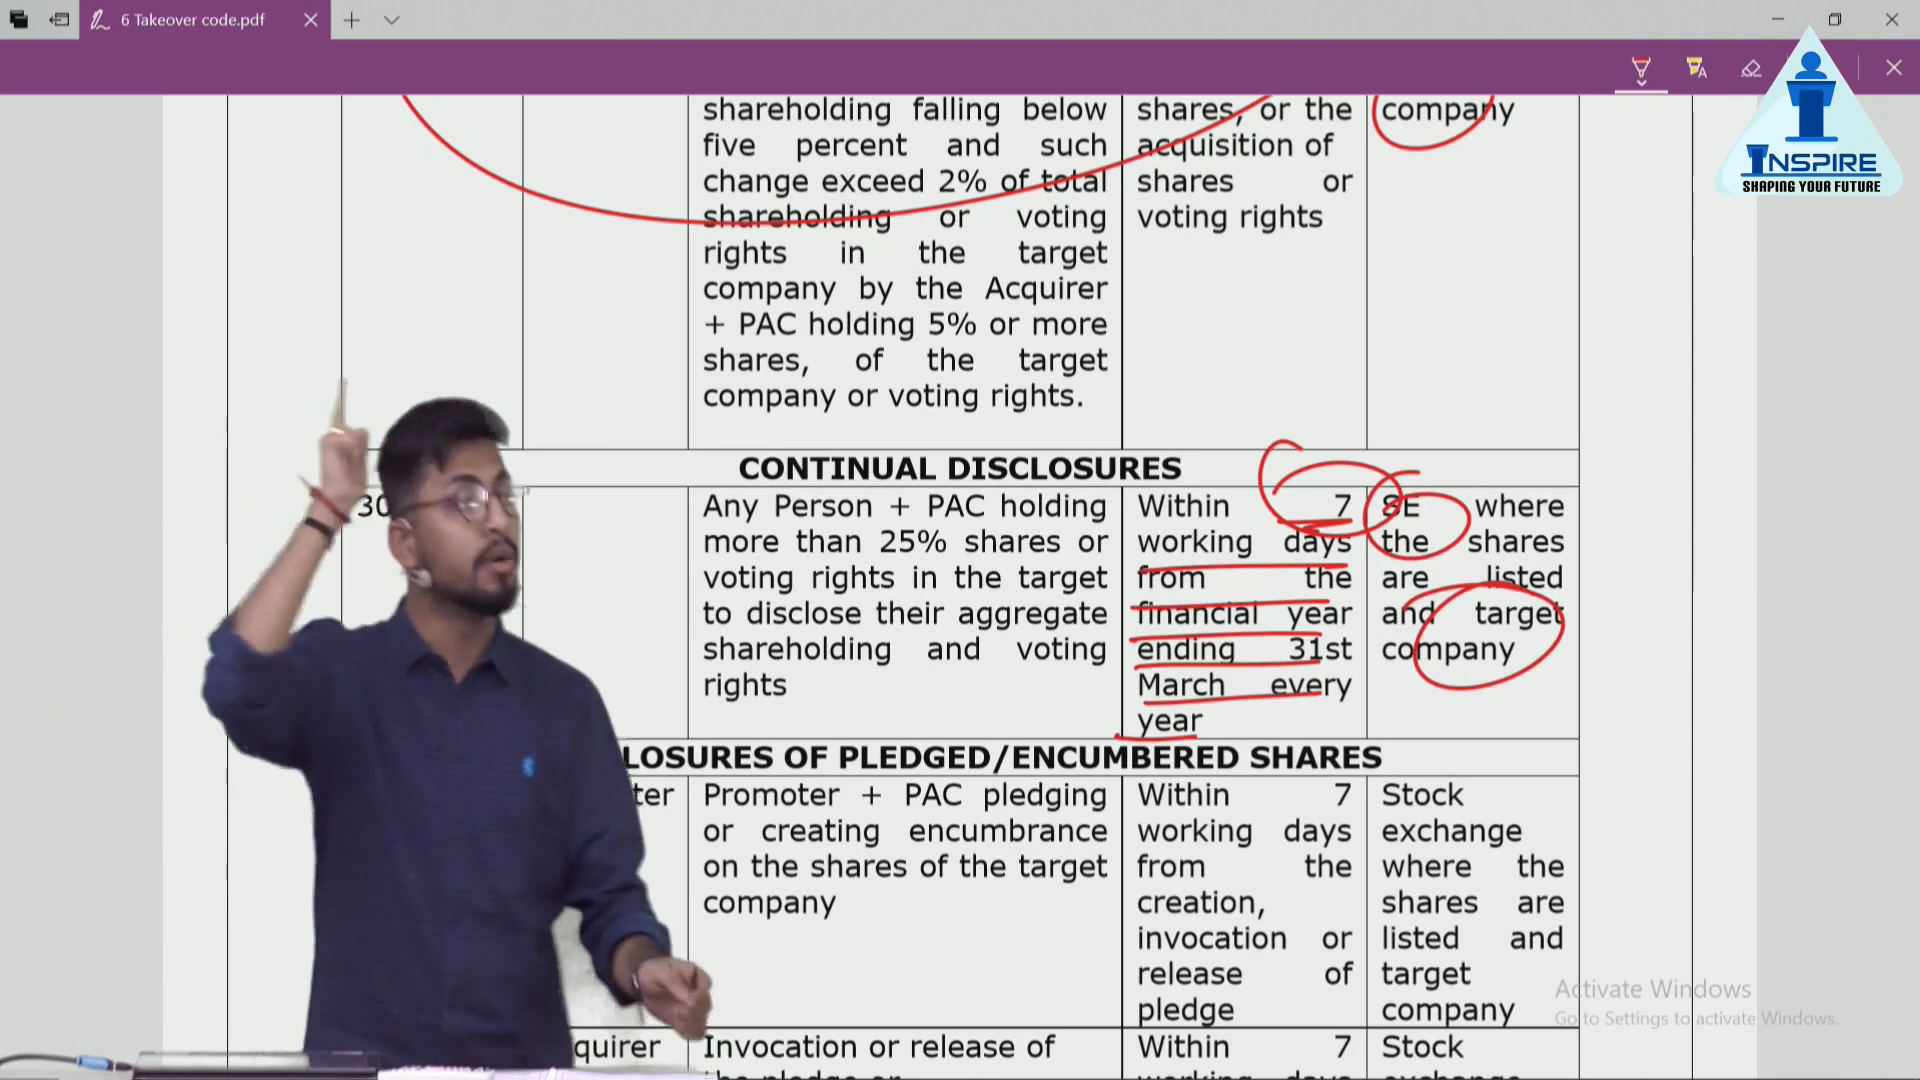 6 Takeover code.pdf
INSPIRE
SHAPING YOUR FUTURE
shareholding falling below
five percent and such
change exceed 2% of total
shareholding or voting
rights in the target
company by the Acquirer
+ PAC holding 5% or more
shares, of the target
company or voting rights.
shares, or the
acquisition of
shares or
voting rights
company
CONTINUAL DISCLOSURES
30
Any Person + PAC holding
more than 25% shares or
voting rights in the target
to disclose their aggregate
shareholding and voting
rights
Within 7
working days
from the
financial year
ending 31st
March every
year
SE where
the shares
are listed
and target
company
LOSURES OF PLEDGED/ENCUMBERED SHARES
ter
Promoter + PAC pledging
or creating encumbrance
on the shares of the target
company
Within 7
working days
from the
creation,
invocation or
release of
pledge
Stock
exchange
where the
shares are
listed and
target
company
quirer
Invocation or release of
Within 7
Stock
Activate Windows
Go to Settings to activate Windows.